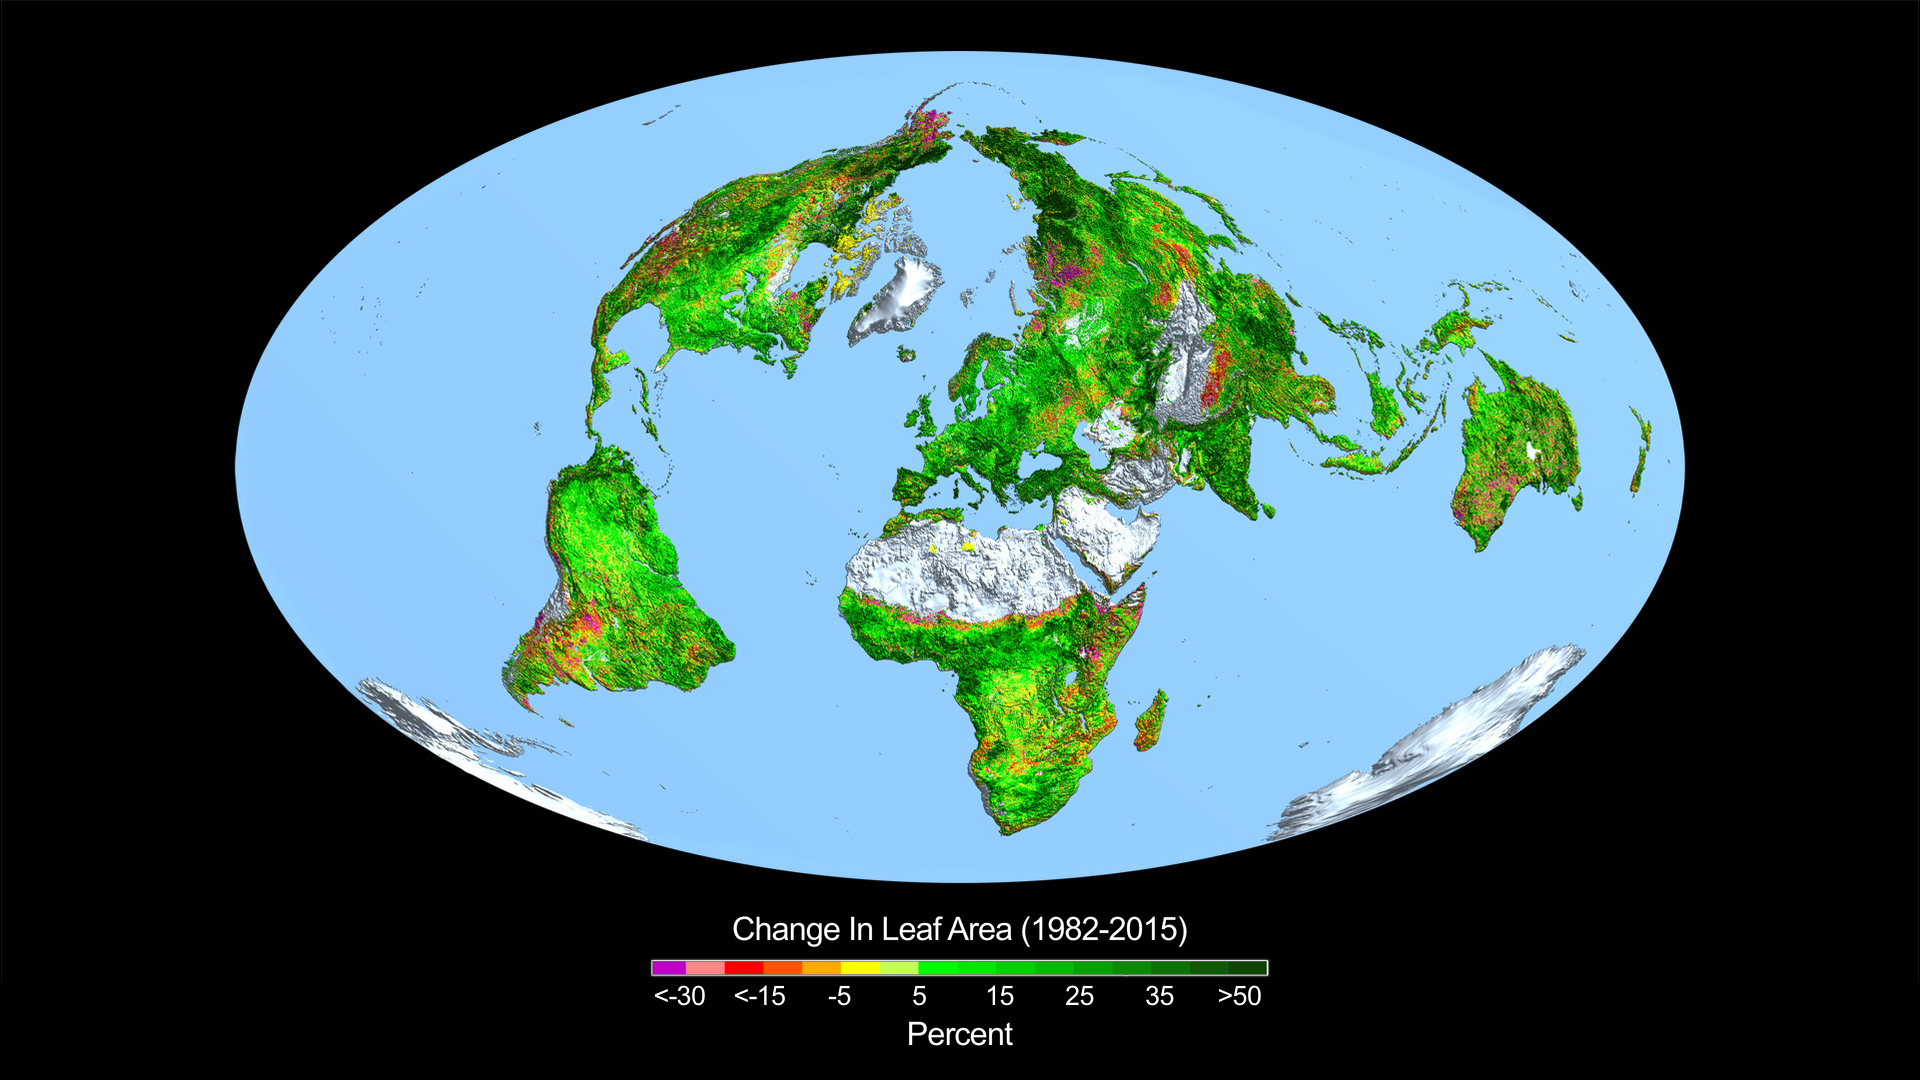 Change In Leaf Area (1982-2015)
<-30 <-15 -5 5 15 25 35 >50
Percent